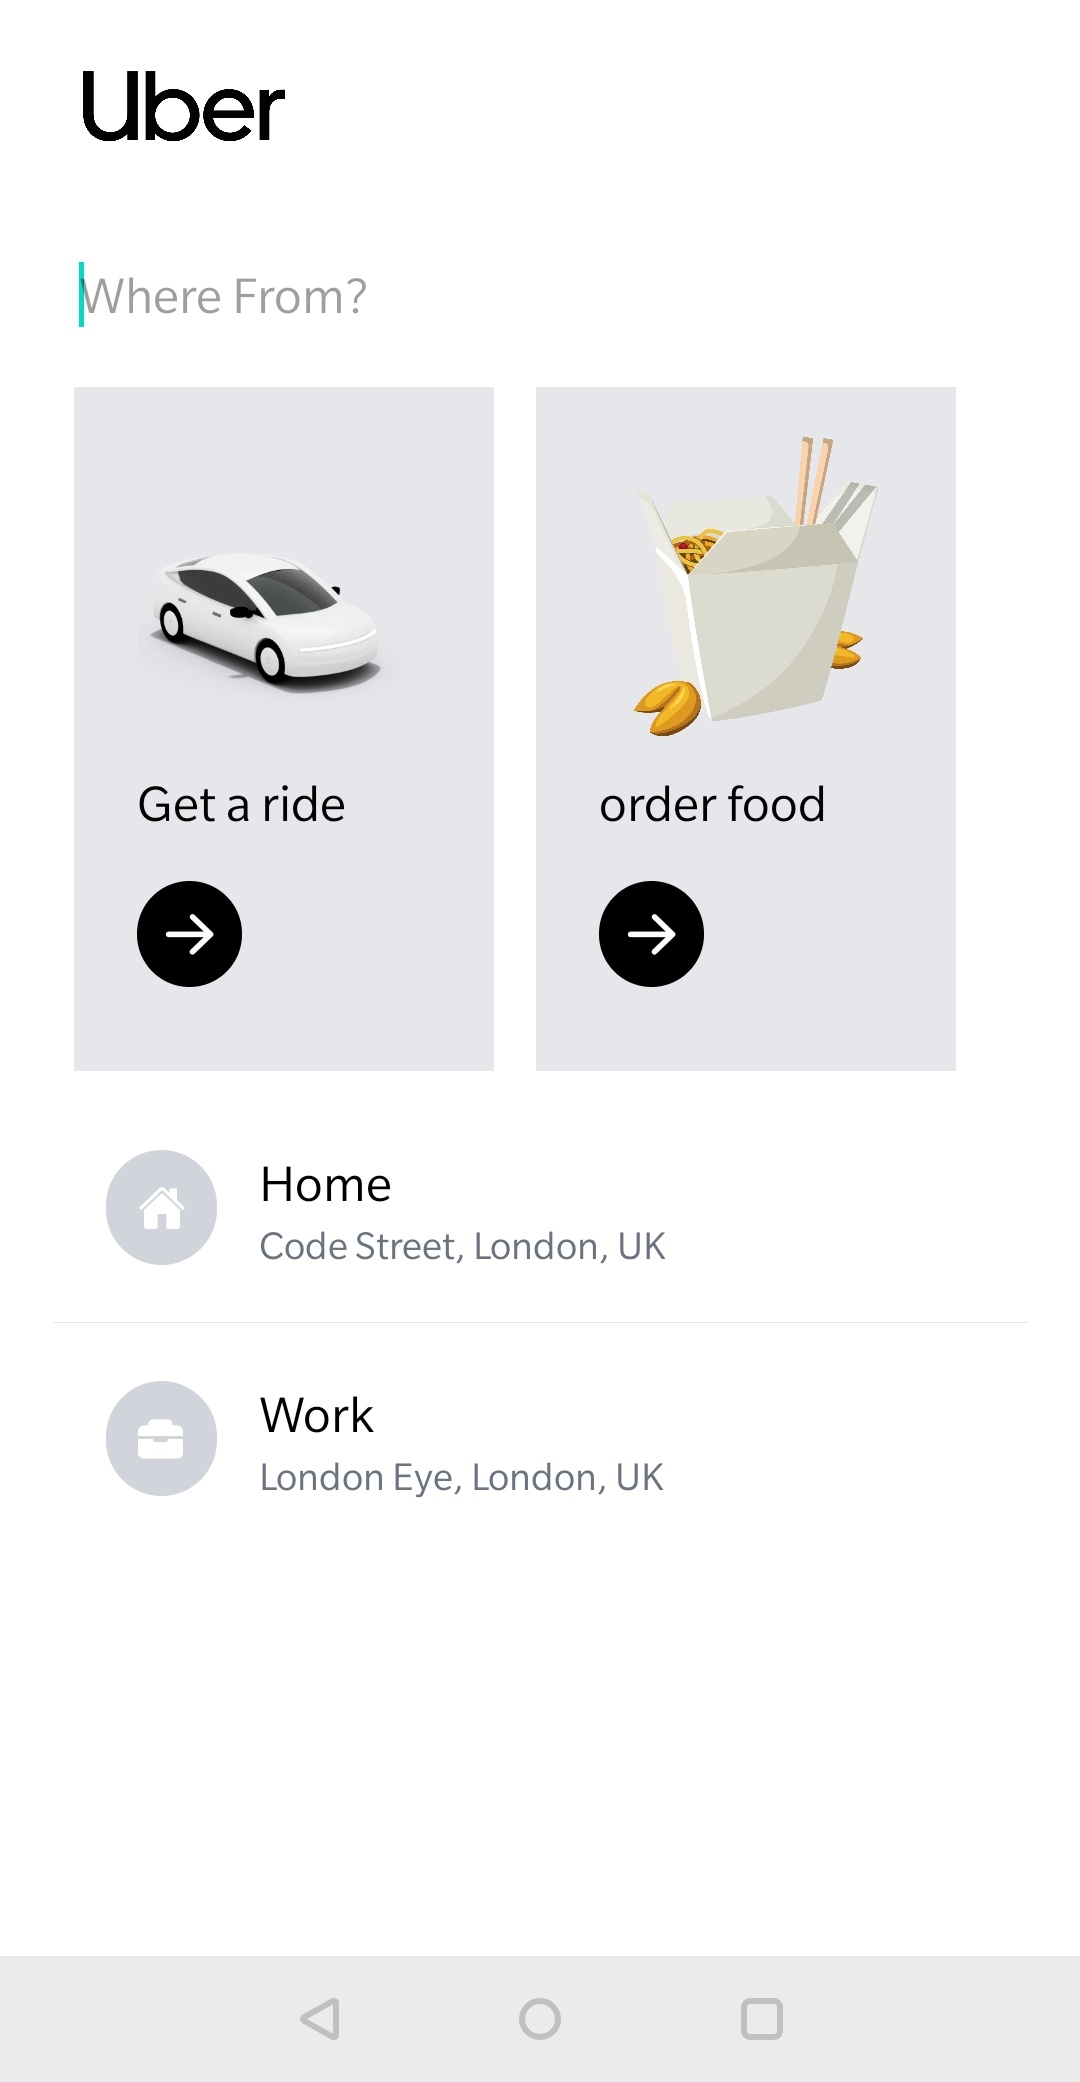 Uber
Where From?
Get a ride
order food
Home
Code Street, London, UK
Work
London Eye, London, UK